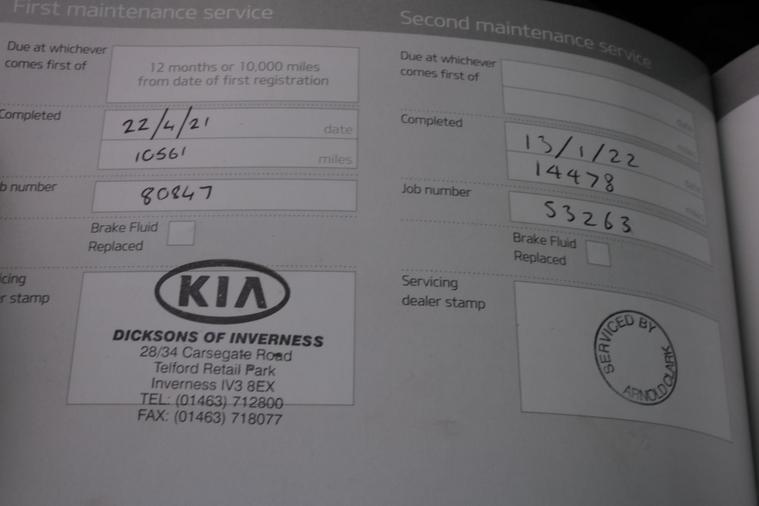 First maintenance service
Due at whichever
comes first of
12 months or 10,000 miles
from date of first registration
Completed
22/4/21
date
10561
miles
b number
80847
Brake Fluid
Replaced
icing
r stamp
KIA
DICKSONS OF INVERNESS
28/34 Carsegate Road
Telford Retail Park
Inverness IV3 8EX
TEL: (01463) 712800
FAX: (01463) 718077
Second maintenance service
Due at whichever
comes first of
date
miles
Completed
13/1/22
date
14478
miles
Job number
53263
Brake Fluid
Replaced
Servicing
dealer stamp
SERVICED BY
ARNOLD CLARK